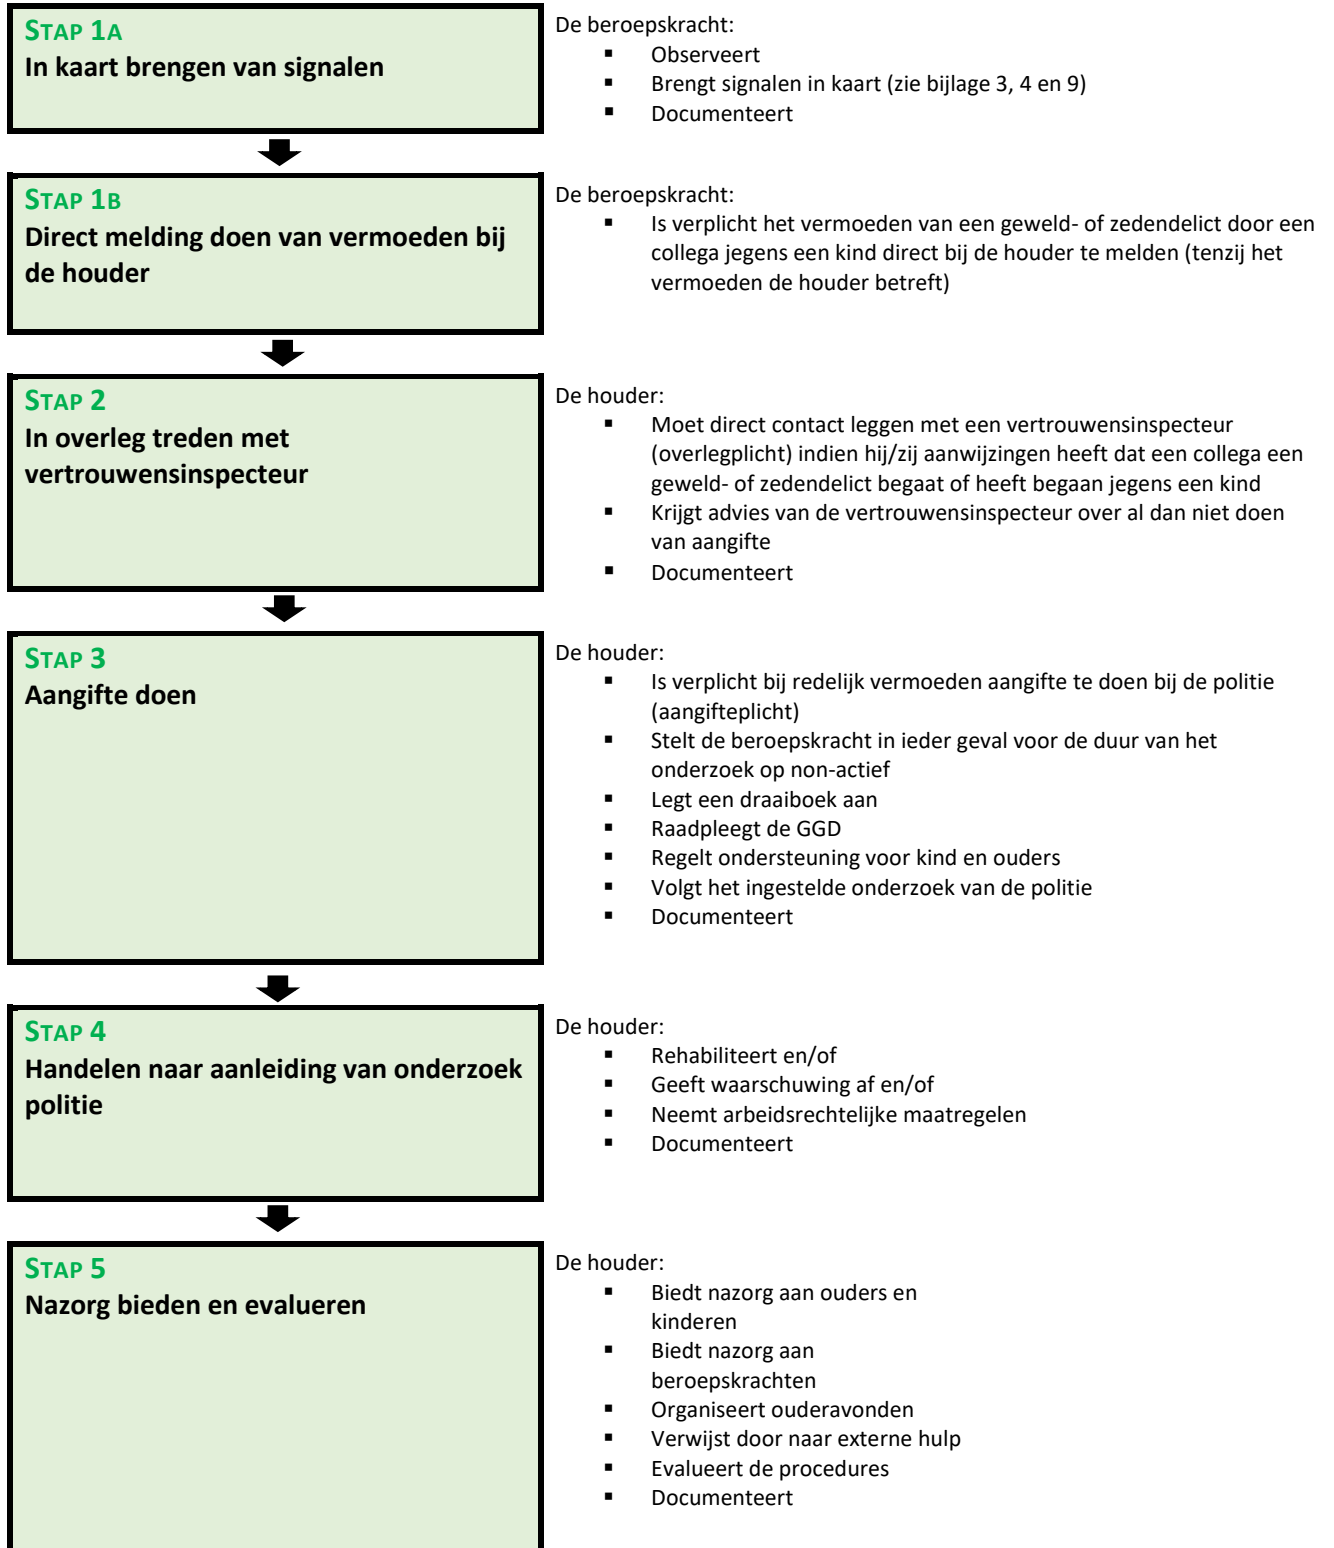 STAP 1A
In kaart brengen van signalen
De beroepskracht:
▪ Observeert
▪ Brengt signalen in kaart (zie bijlage 3, 4 en 9)
▪ Documenteert
STAP 1B
Direct melding doen van vermoeden bij
de houder
De beroepskracht:
▪ Is verplicht het vermoeden van een geweld- of zedendelict door een
collega jegens een kind direct bij de houder te melden (tenzij het
vermoeden de houder betreft)
STAP 2
In overleg treden met
vertrouwensinspecteur
De houder:
▪ Moet direct contact leggen met een vertrouwensinspecteur
(overlegplicht) indien hij/zij aanwijzingen heeft dat een collega een
geweld- of zedendelict begaat of heeft begaan jegens een kind
▪ Krijgt advies van de vertrouwensinspecteur over al dan niet doen
van aangifte
▪ Documenteert
STAP 3
Aangifte doen
De houder:
▪ Is verplicht bij redelijk vermoeden aangifte te doen bij de politie
(aangifteplicht)
▪ Stelt de beroepskracht in ieder geval voor de duur van het
onderzoek op non-actief
▪ Legt een draaiboek aan
▪ Raadpleegt de GGD
▪ Regelt ondersteuning voor kind en ouders
▪ Volgt het ingestelde onderzoek van de politie
▪ Documenteert
STAP 4
Handelen naar aanleiding van onderzoek
politie
De houder:
▪ Rehabiliteert en/of
▪ Geeft waarschuwing af en/of
▪ Neemt arbeidsrechtelijke maatregelen
▪ Documenteert
STAP 5
Nazorg bieden en evalueren
De houder:
▪ Biedt nazorg aan ouders en
kinderen
▪ Biedt nazorg aan
beroepskrachten
▪ Organiseert ouderavonden
▪ Verwijst door naar externe hulp
▪ Evalueert de procedures
▪ Documenteert